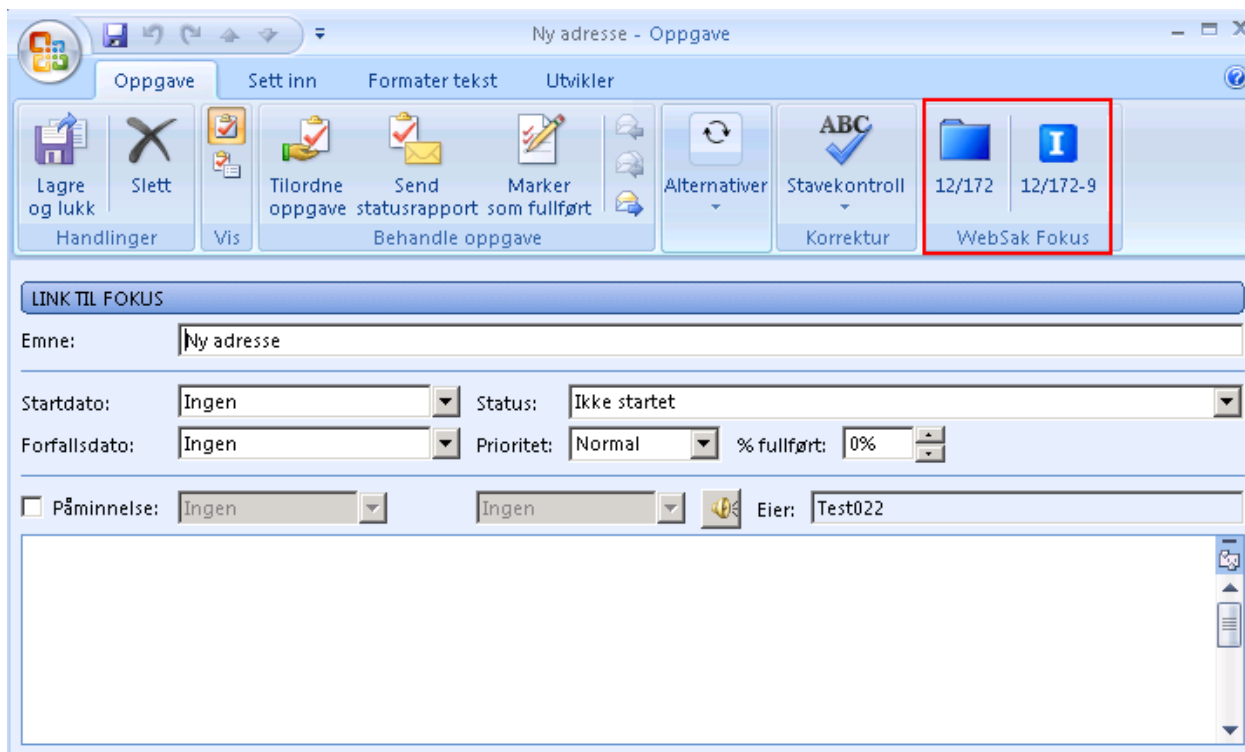 Ny adresse - Oppgave
Oppgave Sett inn Formater tekst Utvikler
Lagre og lukk
Slett
Tilordne oppgave
Send statusrapport
Marker som fullført
Alternativer
ABC
Stavekontroll
12/172
I
12/172-9
Handlinger Vis Behandle oppgave Korrektur WebSak Fokus
LINK TIL FOKUS
Emne: Ny adresse
Startdato: Ingen Status: Ikke startet
Forfallsdato: Ingen Prioritet: Normal % fullført: 0%
Påminnelse: Ingen Ingen Eier: Test022